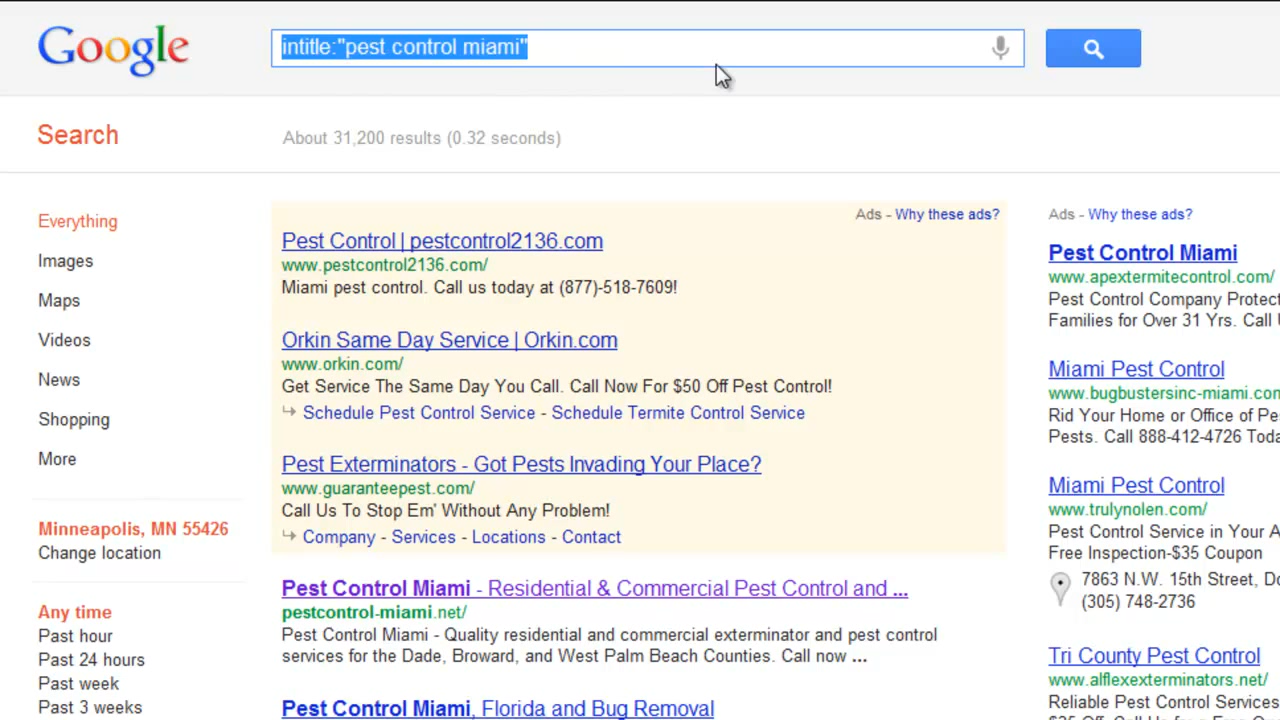 Google
intitle:"pest control miami"
Search
About 31,200 results (0.32 seconds)
Everything
Images
Maps
Videos
News
Shopping
More
Minneapolis, MN 55426
Change location
Any time
Past hour
Past 24 hours
Past week
Past 3 weeks
Ads - Why these ads?
Pest Control | pestcontrol2136.com
www.pestcontrol2136.com/
Miami pest control. Call us today at (877)-518-7609!
Orkin Same Day Service | Orkin.com
www.orkin.com/
Get Service The Same Day You Call. Call Now For $50 Off Pest Control!
Schedule Pest Control Service - Schedule Termite Control Service
Pest Exterminators - Got Pests Invading Your Place?
www.guaranteepest.com/
Call Us To Stop Em' Without Any Problem!
Company - Services - Locations - Contact
Pest Control Miami - Residential & Commercial Pest Control and ...
pestcontrol-miami.net/
Pest Control Miami - Quality residential and commercial exterminator and pest control
services for the Dade, Broward, and West Palm Beach Counties. Call now ...
Pest Control Miami, Florida and Bug Removal
Ads - Why these ads?
Pest Control Miami
www.apextermitecontrol.com/
Pest Control Company Protect
Families for Over 31 Yrs. Call
Miami Pest Control
www.bugbustersinc-miami.com
Rid Your Home or Office of Pe
Pests. Call 888-412-4726 Toda
Miami Pest Control
www.trulynolen.com/
Pest Control Service in Your A
Free Inspection-$35 Coupon
7863 N.W. 15th Street, Do
(305) 748-2736
Tri County Pest Control
www.alflexexterminators.net/
Reliable Pest Control Services